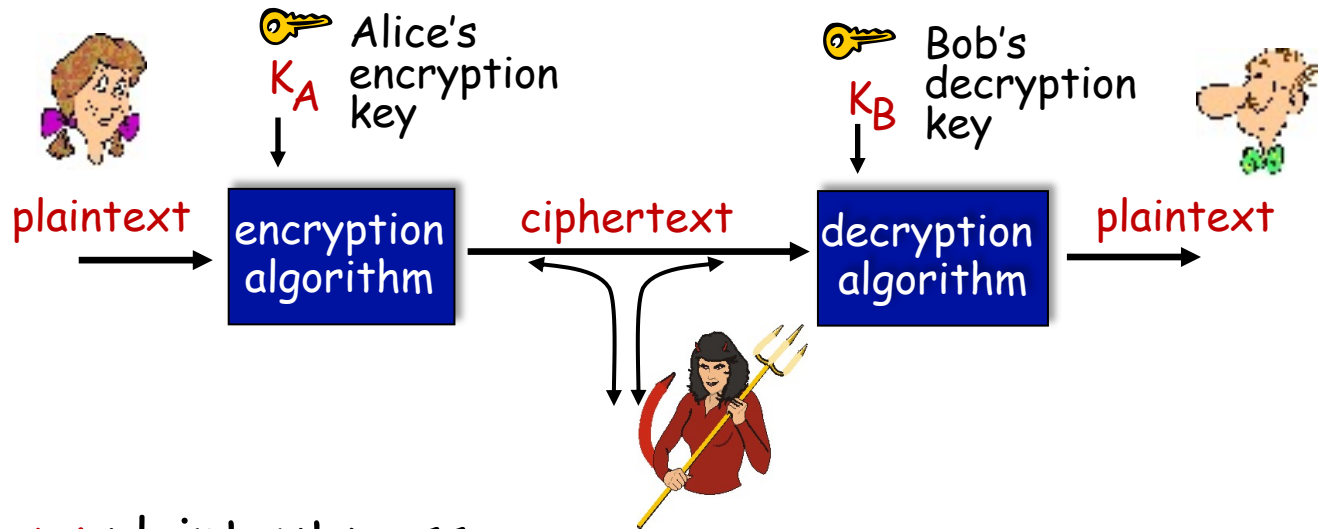 Alice's
encryption
key
K_A
Bob's
decryption
key
K_B
plaintext
encryption
algorithm
ciphertext
decryption
algorithm
plaintext